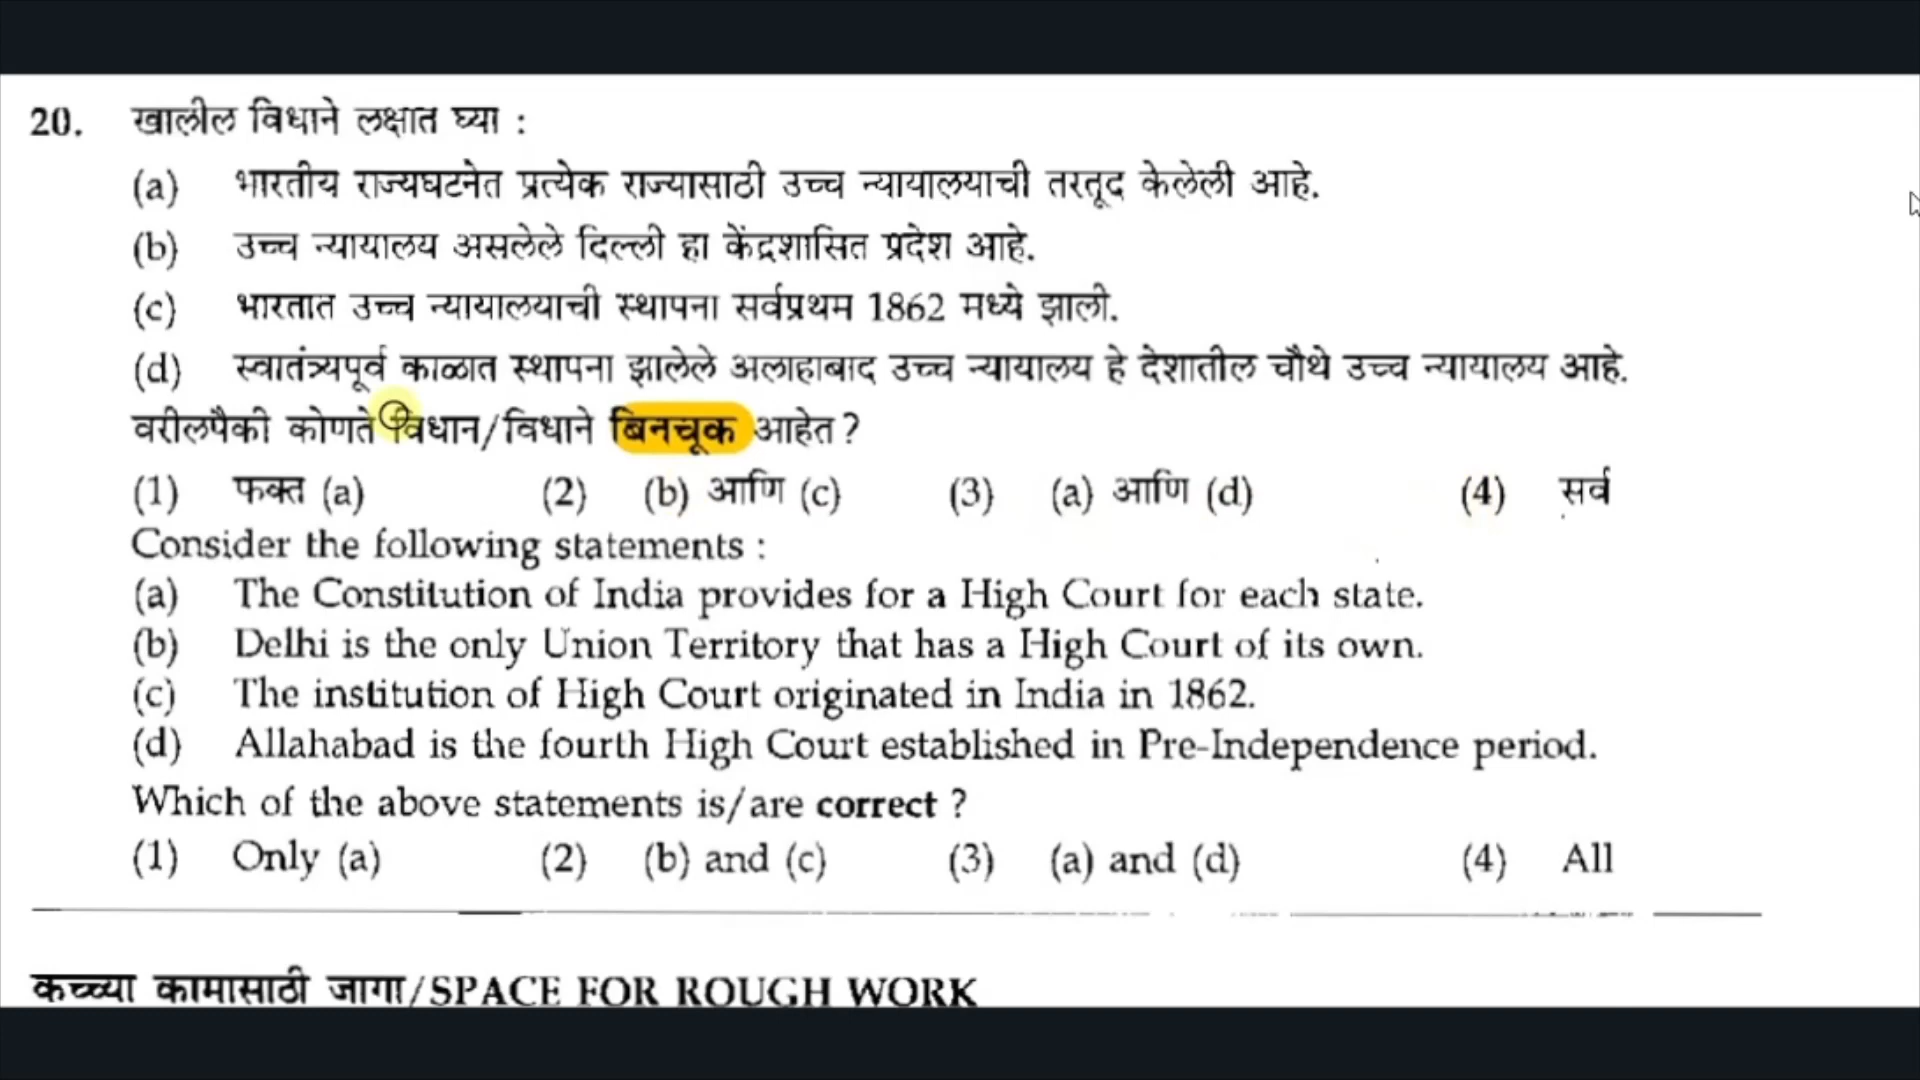 20. खालील विधाने लक्षात घ्या :
(a) भारतीय राज्यघटनेत प्रत्येक राज्यासाठी उच्च न्यायालयाची तरतूद केलेली आहे.
(b) उच्च न्यायालय असलेले दिल्ली हा केंद्रशासित प्रदेश आहे.
(c) भारतात उच्च न्यायालयाची स्थापना सर्वप्रथम 1862 मध्ये झाली.
(d) स्वातंत्र्यपूर्व काळात स्थापना झालेले अलाहाबाद उच्च न्यायालय हे देशातील चौथे उच्च न्यायालय आहे.
वरीलपैकी कोणते विधान/विधाने बिनचूक आहेत ?
(1) फक्त (a) (2) (b) आणि (c) (3) (a) आणि (d) (4) सर्व
Consider the following statements :
(a) The Constitution of India provides for a High Court for each state.
(b) Delhi is the only Union Territory that has a High Court of its own.
(c) The institution of High Court originated in India in 1862.
(d) Allahabad is the fourth High Court established in Pre-Independence period.
Which of the above statements is/are correct ?
(1) Only (a) (2) (b) and (c) (3) (a) and (d) (4) All
कच्च्या कामासाठी जागा/SPACE FOR ROUGH WORK